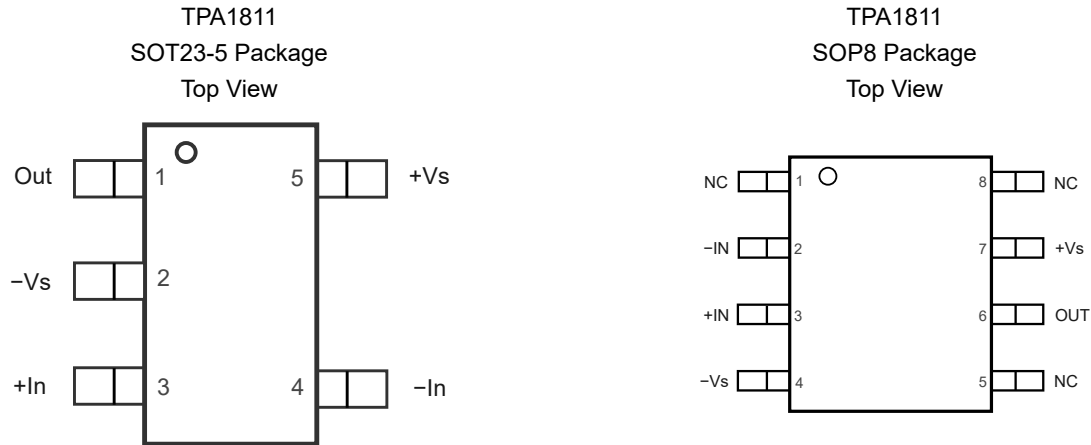 TPA1811
SOT23-5 Package
Top View
Out
1
5
+Vs
−Vs
2
+In
3
4
−In
TPA1811
SOP8 Package
Top View
NC
1
8
NC
−IN
2
7
+Vs
+IN
3
6
OUT
−Vs
4
5
NC